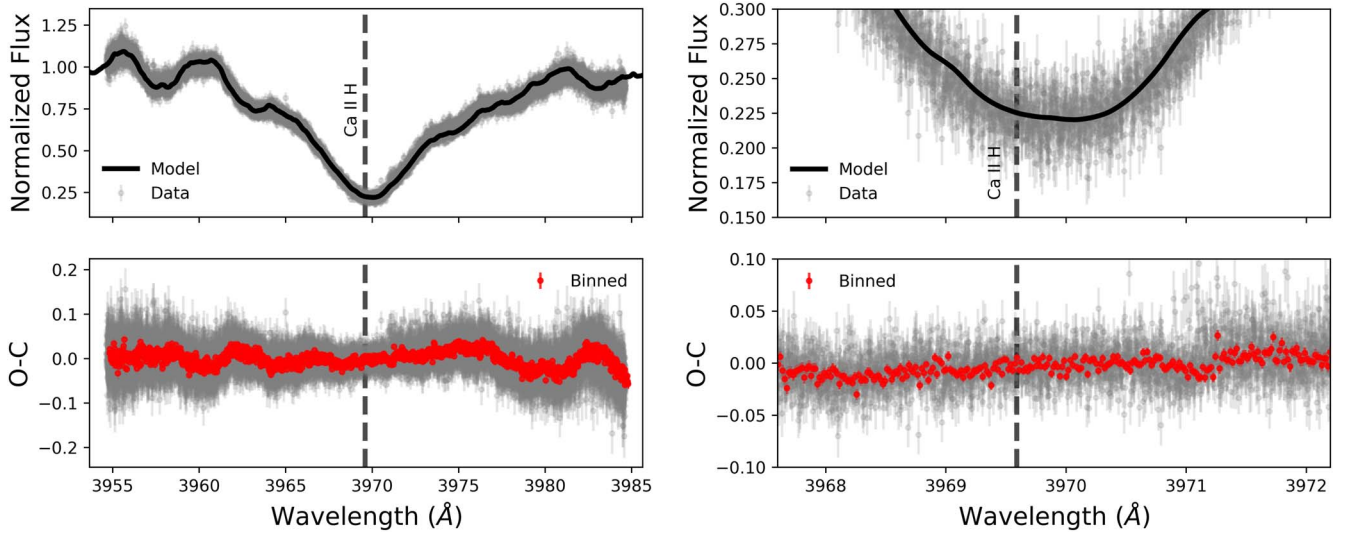 Normalized Flux
1.25
1.00
0.75
0.50
0.25
Ca II H
Model
Data
Normalized Flux
0.300
0.275
0.250
0.225
0.200
0.175
0.150
Ca II H
Model
Data
O-C
0.2
0.1
0.0
−0.1
−0.2
Binned
3955 3960 3965 3970 3975 3980 3985
Wavelength (Å)
O-C
0.10
0.05
0.00
−0.05
−0.10
Binned
3968 3969 3970 3971 3972
Wavelength (Å)